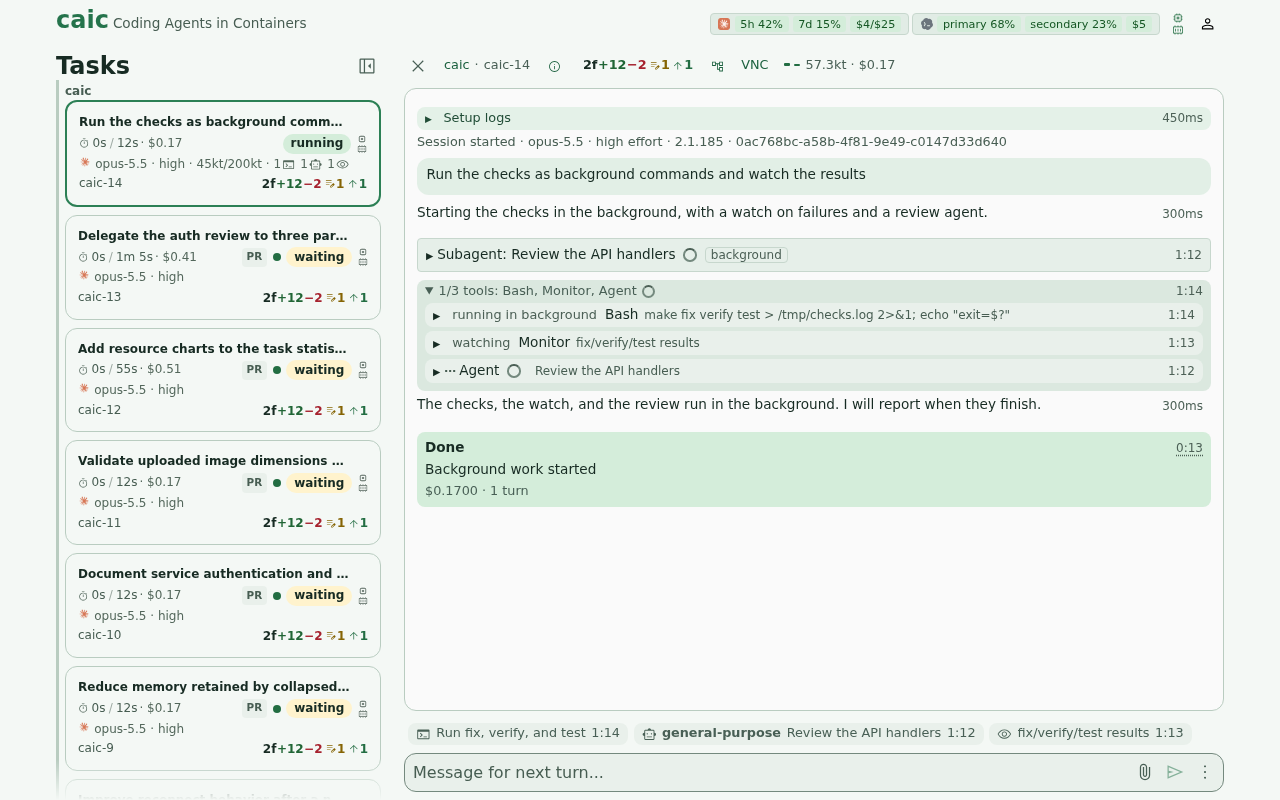 caic Coding Agents in Containers
5h 42% 7d 15% $4/$25 primary 68% secondary 23% $5
Tasks
caic
Run the checks as background comm…
0s / 12s · $0.17 running
opus-5.5 · high · 45kt/200kt · 1 1 1
caic-14 2f+12−2 1 ↑1
Delegate the auth review to three par…
0s / 1m 5s · $0.41 PR waiting
opus-5.5 · high
caic-13 2f+12−2 1 ↑1
Add resource charts to the task statis…
0s / 55s · $0.51 PR waiting
opus-5.5 · high
caic-12 2f+12−2 1 ↑1
Validate uploaded image dimensions …
0s / 12s · $0.17 PR waiting
opus-5.5 · high
caic-11 2f+12−2 1 ↑1
Document service authentication and …
0s / 12s · $0.17 PR waiting
opus-5.5 · high
caic-10 2f+12−2 1 ↑1
Reduce memory retained by collapsed…
0s / 12s · $0.17 PR waiting
opus-5.5 · high
caic-9 2f+12−2 1 ↑1
caic · caic-14 2f+12−2 1 ↑1 VNC 57.3kt · $0.17
▶ Setup logs 450ms
Session started · opus-5.5 · high effort · 2.1.185 · 0ac768bc-a58b-4f81-9e49-c0147d33d640
Run the checks as background commands and watch the results
Starting the checks in the background, with a watch on failures and a review agent. 300ms
▶ Subagent: Review the API handlers background 1:12
▼ 1/3 tools: Bash, Monitor, Agent 1:14
▶ running in background Bash make fix verify test > /tmp/checks.log 2>&1; echo "exit=$?" 1:14
▶ watching Monitor fix/verify/test results 1:13
▶ ··· Agent Review the API handlers 1:12
The checks, the watch, and the review run in the background. I will report when they finish. 300ms
Done 0:13
Background work started
$0.1700 · 1 turn
Run fix, verify, and test 1:14 general-purpose Review the API handlers 1:12 fix/verify/test results 1:13
Message for next turn...